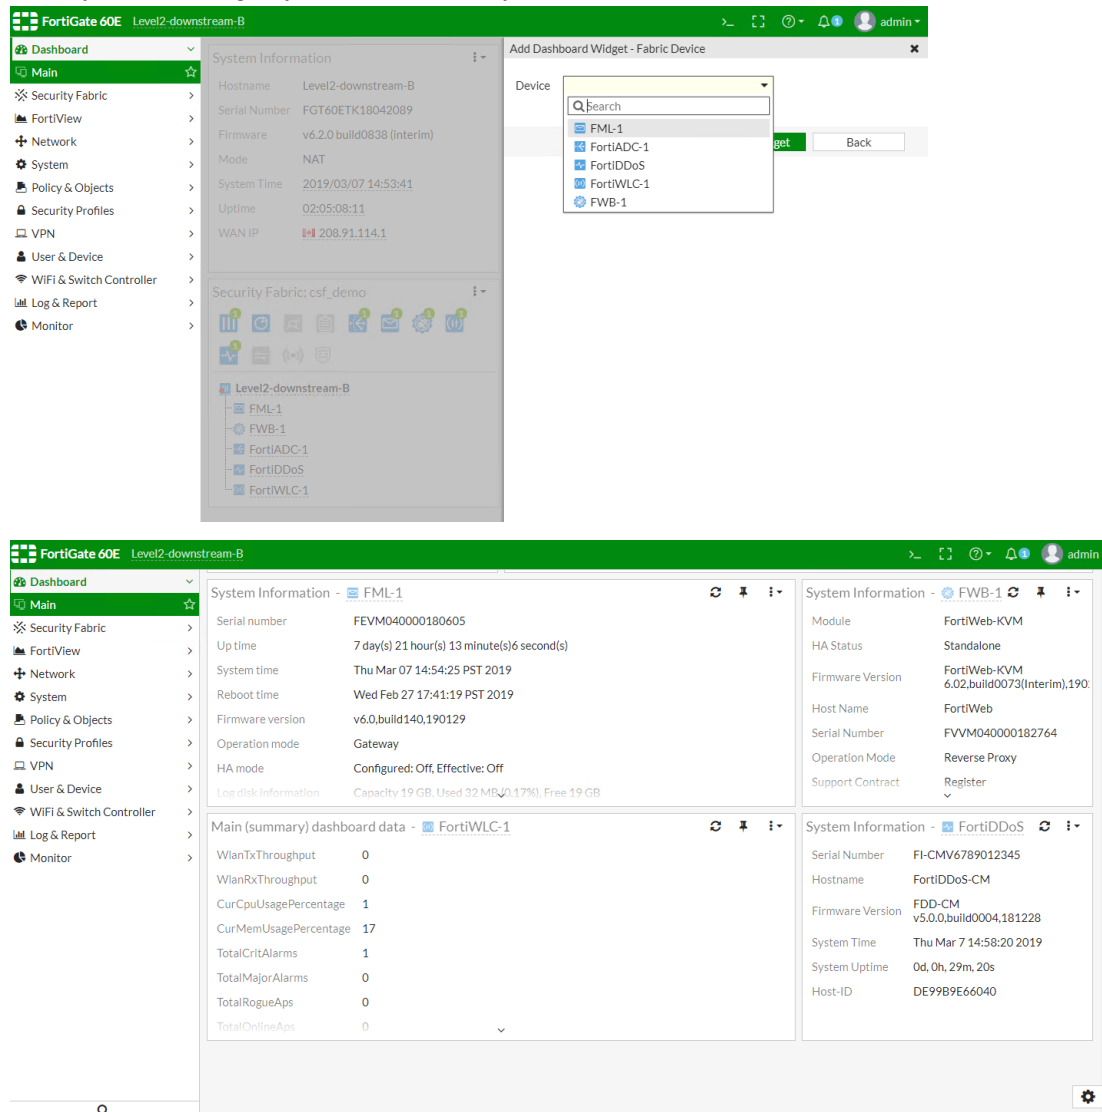 FortiGate 60E Level2-downstream-B >_ admin
Dashboard
Main
Security Fabric
FortiView
Network
System
Policy & Objects
Security Profiles
VPN
User & Device
WiFi & Switch Controller
Log & Report
Monitor
System Information
Hostname Level2-downstream-B
Serial Number FGT60ETK18042089
Firmware v6.2.0 build0838 (interim)
Mode NAT
System Time 2019/03/07 14:53:41
Uptime 02:05:08:11
WAN IP 208.91.114.1
Security Fabric: csf_demo
1 1 1 1 1
1
Level2-downstream-B
FML-1
FWB-1
FortiADC-1
FortiDDoS
FortiWLC-1
Add Dashboard Widget - Fabric Device
Device
Search
FML-1
FortiADC-1
FortiDDoS
FortiWLC-1
FWB-1
get Back
FortiGate 60E Level2-downstream-B >_ 1 admin
Dashboard
Main
Security Fabric
FortiView
Network
System
Policy & Objects
Security Profiles
VPN
User & Device
WiFi & Switch Controller
Log & Report
Monitor
System Information - FML-1
Serial number FEVM040000180605
Up time 7 day(s) 21 hour(s) 13 minute(s)6 second(s)
System time Thu Mar 07 14:54:25 PST 2019
Reboot time Wed Feb 27 17:41:19 PST 2019
Firmware version v6.0,build140,190129
Operation mode Gateway
HA mode Configured: Off, Effective: Off
Log disk information Capacity 19 GB, Used 32 MB (0.17%), Free 19 GB
System Information - FWB-1
Module FortiWeb-KVM
HA Status Standalone
Firmware Version FortiWeb-KVM
6.02,build0073(Interim),190
Host Name FortiWeb
Serial Number FVVM040000182764
Operation Mode Reverse Proxy
Support Contract Register
Main (summary) dashboard data - FortiWLC-1
WlanTxThroughput 0
WlanRxThroughput 0
CurCpuUsagePercentage 1
CurMemUsagePercentage 17
TotalCritAlarms 1
TotalMajorAlarms 0
TotalRogueAps 0
TotalOnlineAps 0
System Information - FortiDDoS
Serial Number FI-CMV6789012345
Hostname FortiDDoS-CM
Firmware Version FDD-CM
v5.0.0,build0004,181228
System Time Thu Mar 7 14:58:20 2019
System Uptime 0d, 0h, 29m, 20s
Host-ID DE99B9E66040